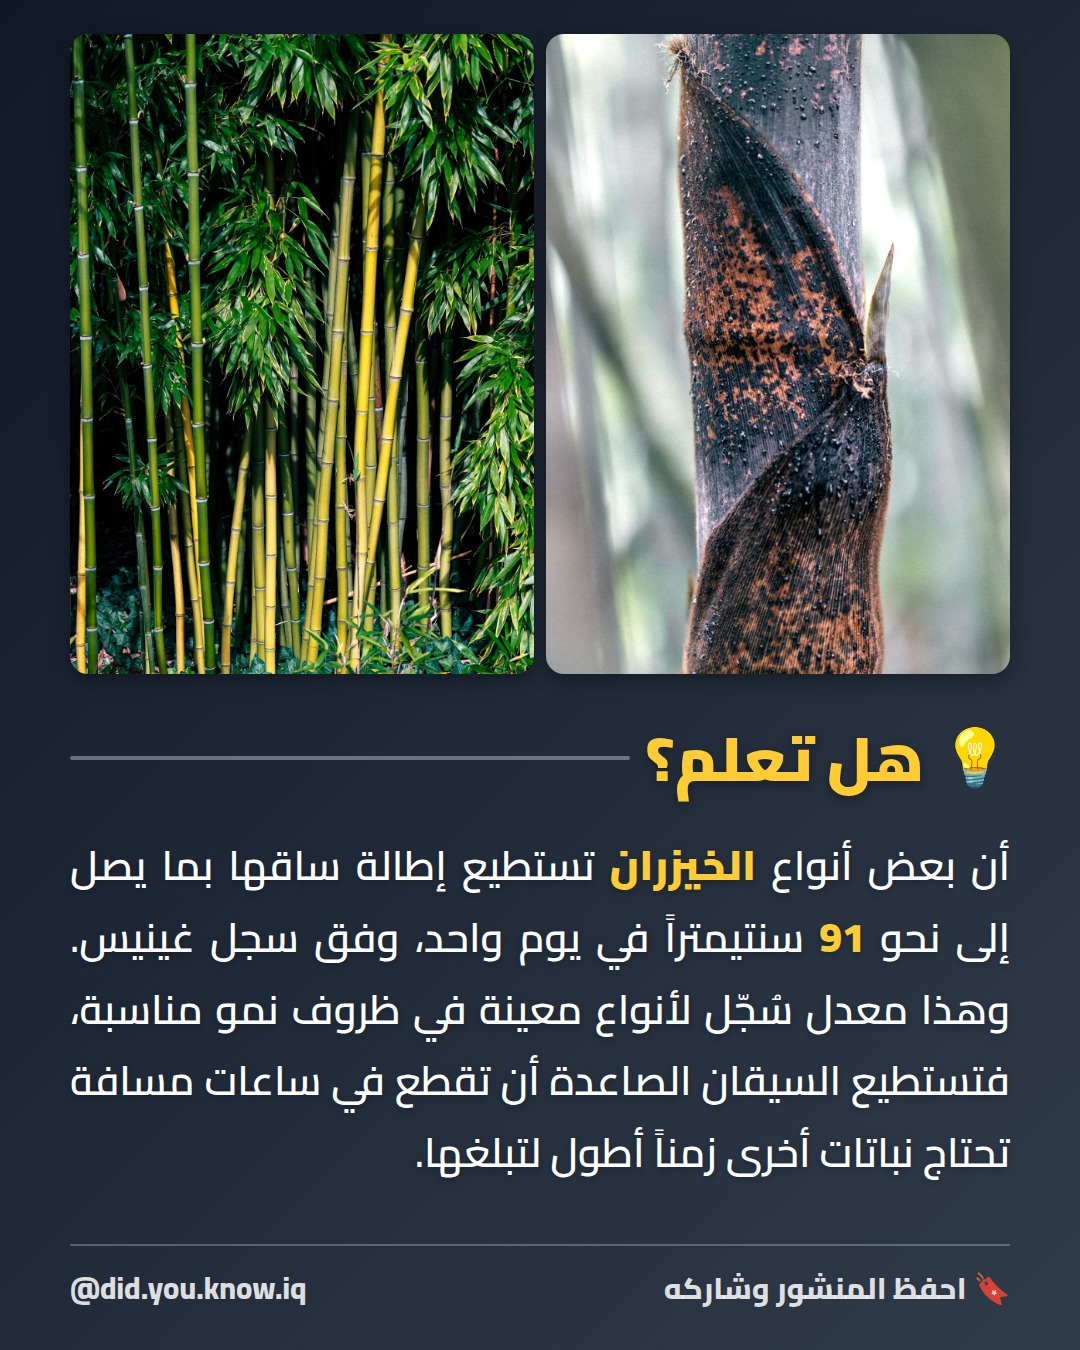 هل تعلم؟
أن بعض أنواع الخيزران تستطيع إطالة ساقها بما يصل
إلى نحو 91 سنتيمتراً في يوم واحد، وفق سجل غينيس.
وهذا معدل سُجّل لأنواع معينة في ظروف نمو مناسبة،
فتستطيع السيقان الصاعدة أن تقطع في ساعات مسافة
تحتاج نباتات أخرى زمناً أطول لتبلغها.
احفظ المنشور وشاركه
@did.you.know.iq